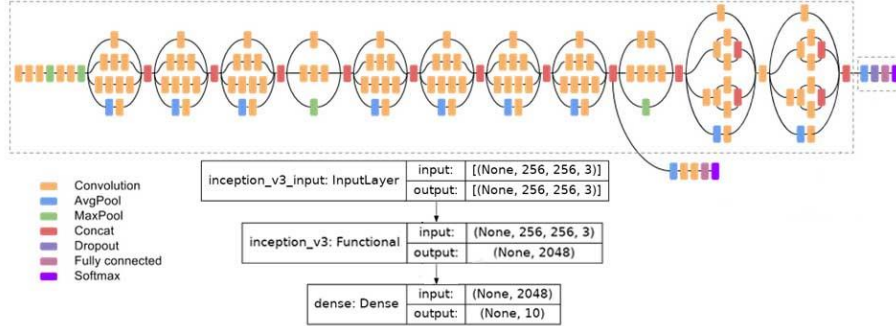 inception_v3_input: InputLayer
input:
[(None, 256, 256, 3)]
output:
[(None, 256, 256, 3)]
inception_v3: Functional
input:
(None, 256, 256, 3)
output:
(None, 2048)
dense: Dense
input:
(None, 2048)
output:
(None, 10)
Convolution
AvgPool
MaxPool
Concat
Dropout
Fully connected
Softmax